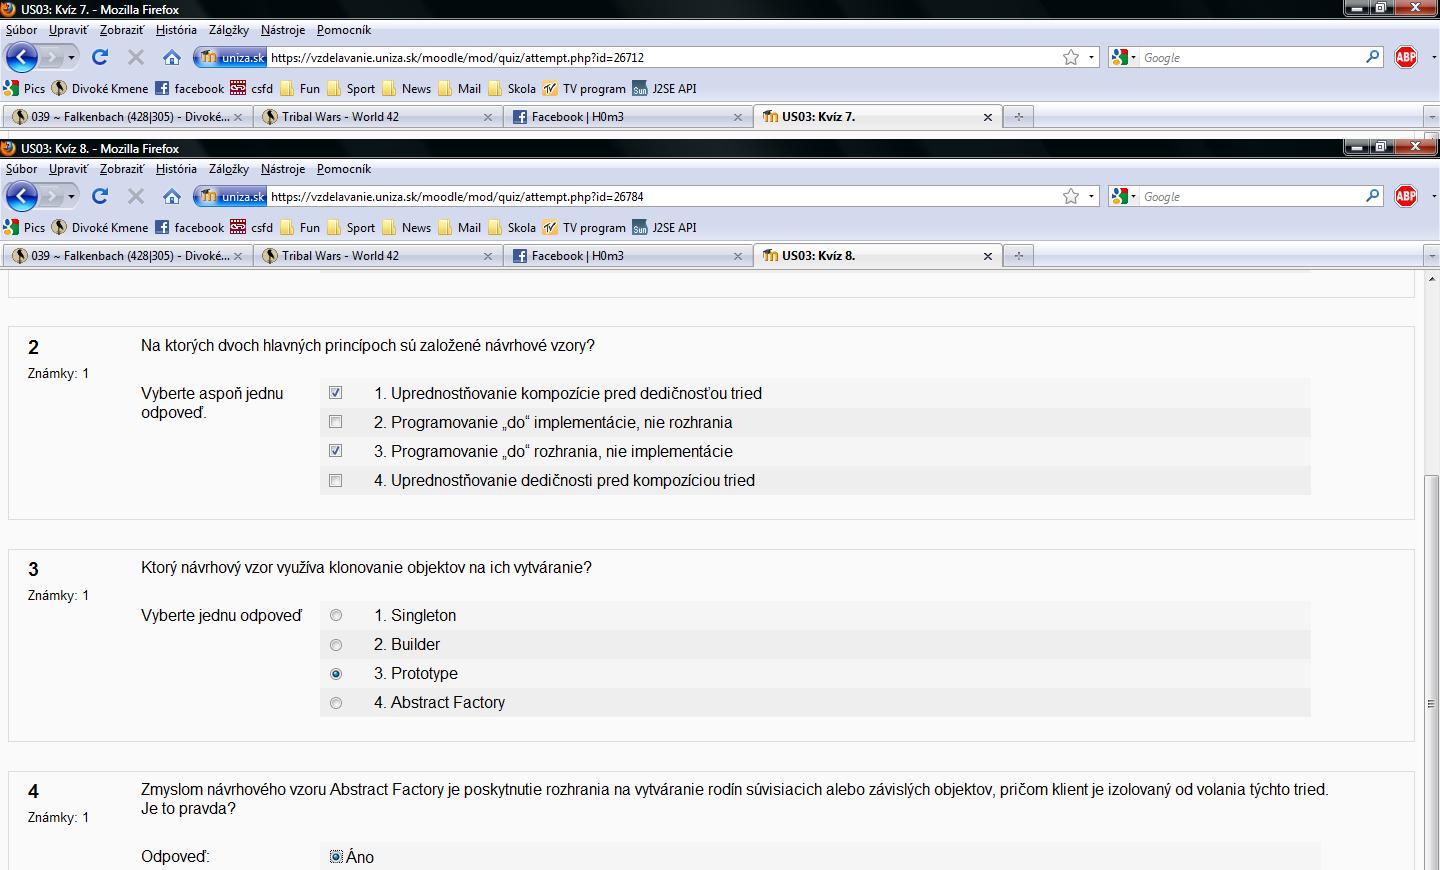 US03: Kvíz 7. - Mozilla Firefox
Súbor Upraviť Zobraziť História Záložky Nástroje Pomocník
uniza.sk https://vzdelavanie.uniza.sk/moodle/mod/quiz/attempt.php?id=26712 Google ABP
Pics Divoké Kmene facebook csfd Fun Sport News Mail Skola TV program J2SE API
039 ~ Falkenbach (428|305) - Divoké... Tribal Wars - World 42 Facebook | H0m3 US03: Kvíz 7.
US03: Kvíz 8. - Mozilla Firefox
Súbor Upraviť Zobraziť História Záložky Nástroje Pomocník
uniza.sk https://vzdelavanie.uniza.sk/moodle/mod/quiz/attempt.php?id=26784 Google ABP
Pics Divoké Kmene facebook csfd Fun Sport News Mail Skola TV program J2SE API
039 ~ Falkenbach (428|305) - Divoké... Tribal Wars - World 42 Facebook | H0m3 US03: Kvíz 8.
2
Známky: 1
Na ktorých dvoch hlavných princípoch sú založené návrhové vzory?
Vyberte aspoň jednu
odpoveď.
1. Uprednostňovanie kompozície pred dedičnosťou tried
2. Programovanie „do“ implementácie, nie rozhrania
3. Programovanie „do“ rozhrania, nie implementácie
4. Uprednostňovanie dedičnosti pred kompozíciou tried
3
Známky: 1
Ktorý návrhový vzor využíva klonovanie objektov na ich vytváranie?
Vyberte jednu odpoveď
1. Singleton
2. Builder
3. Prototype
4. Abstract Factory
4
Známky: 1
Zmyslom návrhového vzoru Abstract Factory je poskytnutie rozhrania na vytváranie rodín súvisiacich alebo závislých objektov, pričom klient je izolovaný od volania týchto tried.
Je to pravda?
Odpoveď:
Áno